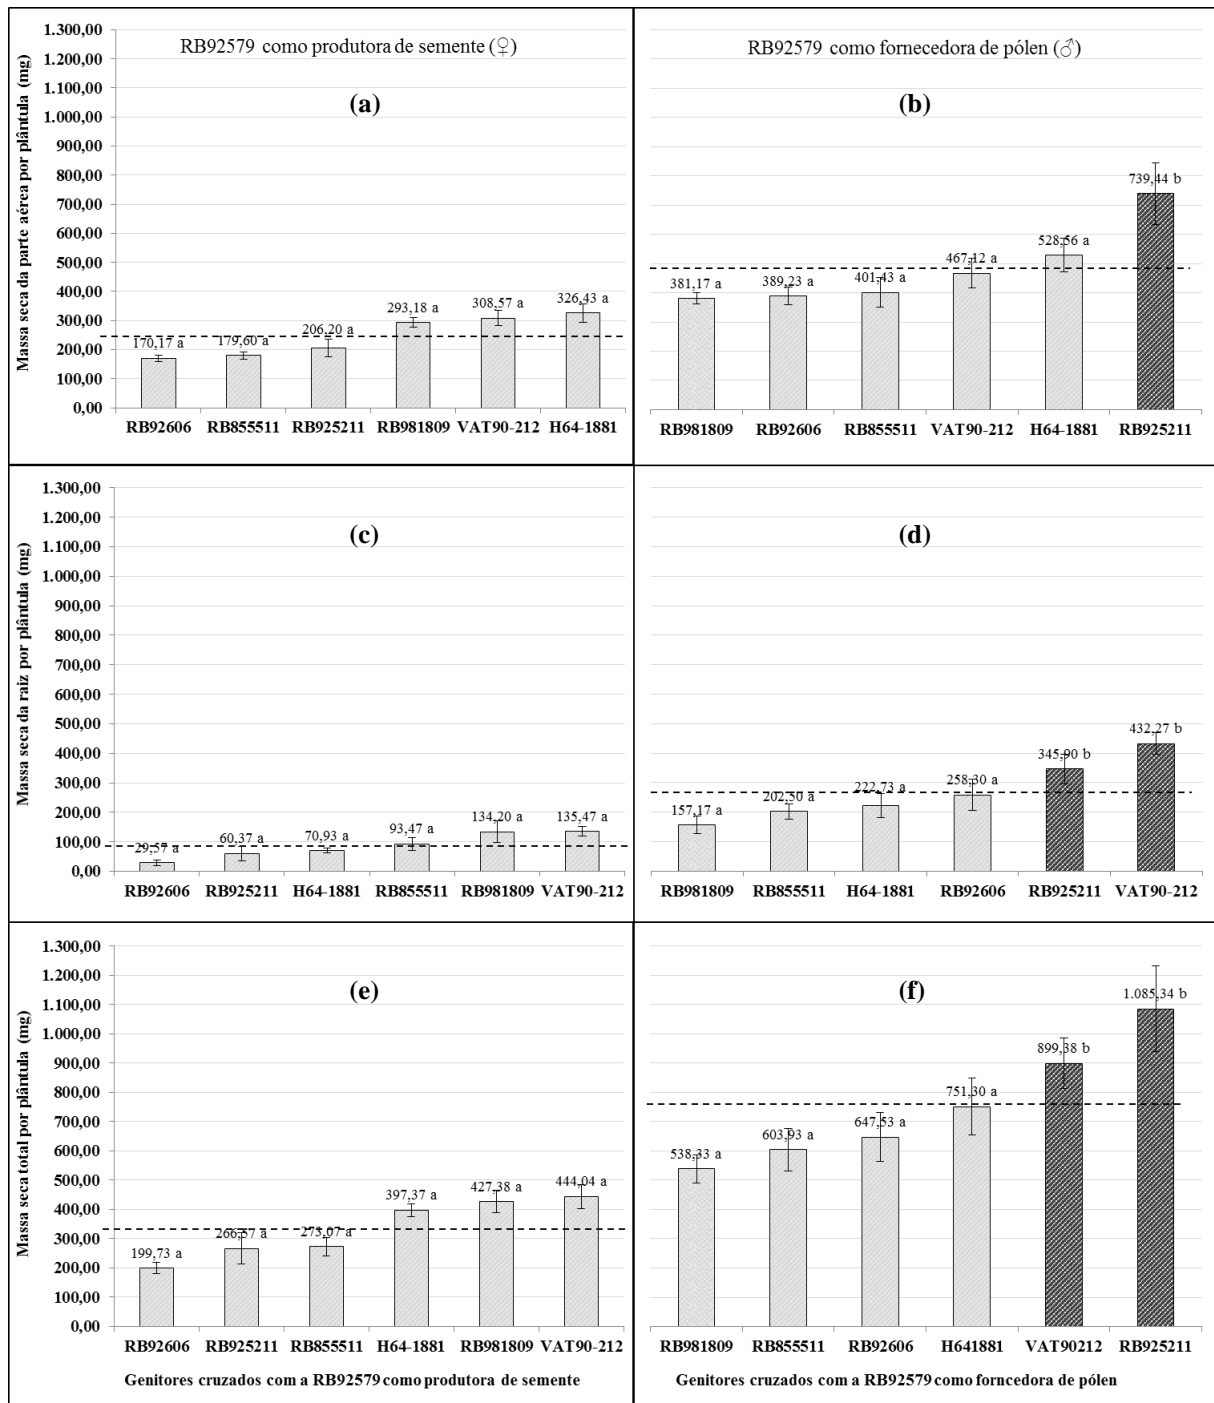 RB92579 como produtora de semente (♀)
(a)
Massa seca da parte aérea por plântula (mg)
1.300,00
1.200,00
1.100,00
1.000,00
900,00
800,00
700,00
600,00
500,00
400,00
300,00
200,00
100,00
0,00
170,17 a
179,60 a
206,20 a
293,18 a
308,57 a
326,43 a
RB92606 RB855511 RB925211 RB981809 VAT90-212 H64-1881
RB92579 como fornecedora de pólen (♂)
(b)
381,17 a
389,23 a
401,43 a
467,12 a
528,56 a
739,44 b
RB981809 RB92606 RB855511 VAT90-212 H64-1881 RB925211
(c)
Massa seca da raiz por plântula (mg)
1.300,00
1.200,00
1.100,00
1.000,00
900,00
800,00
700,00
600,00
500,00
400,00
300,00
200,00
100,00
0,00
29,57 a
60,37 a
70,93 a
93,47 a
134,20 a
135,47 a
RB92606 RB925211 H64-1881 RB855511 RB981809 VAT90-212
(d)
157,17 a
202,50 a
222,73 a
258,30 a
345,90 b
432,27 b
RB981809 RB855511 H64-1881 RB92606 RB925211 VAT90-212
(e)
Massa seca total por plântula (mg)
1.300,00
1.200,00
1.100,00
1.000,00
900,00
800,00
700,00
600,00
500,00
400,00
300,00
200,00
100,00
0,00
199,73 a
266,57 a
273,07 a
397,37 a
427,38 a
444,04 a
RB92606 RB925211 RB855511 H64-1881 RB981809 VAT90-212
Genitores cruzados com a RB92579 como produtora de semente
(f)
538,33 a
603,93 a
647,53 a
751,30 a
899,38 b
1.085,34 b
RB981809 RB855511 RB92606 H641881 VAT90212 RB925211
Genitores cruzados com a RB92579 como forncedora de pólen